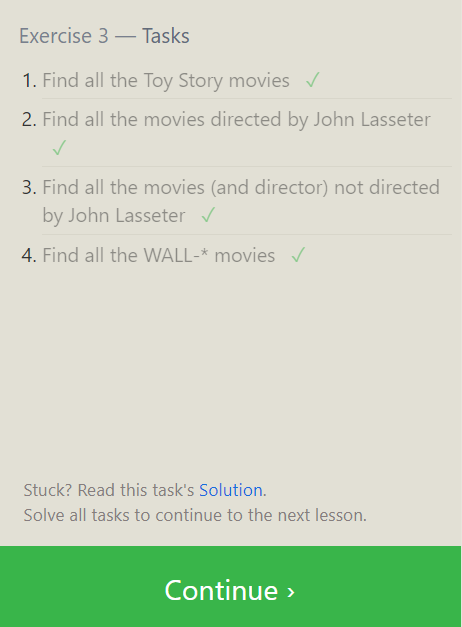 Exercise 3 — Tasks
1. Find all the Toy Story movies ✓
2. Find all the movies directed by John Lasseter
✓
3. Find all the movies (and director) not directed
by John Lasseter ✓
4. Find all the WALL-* movies ✓
Stuck? Read this task's Solution.
Solve all tasks to continue to the next lesson.
Continue ›